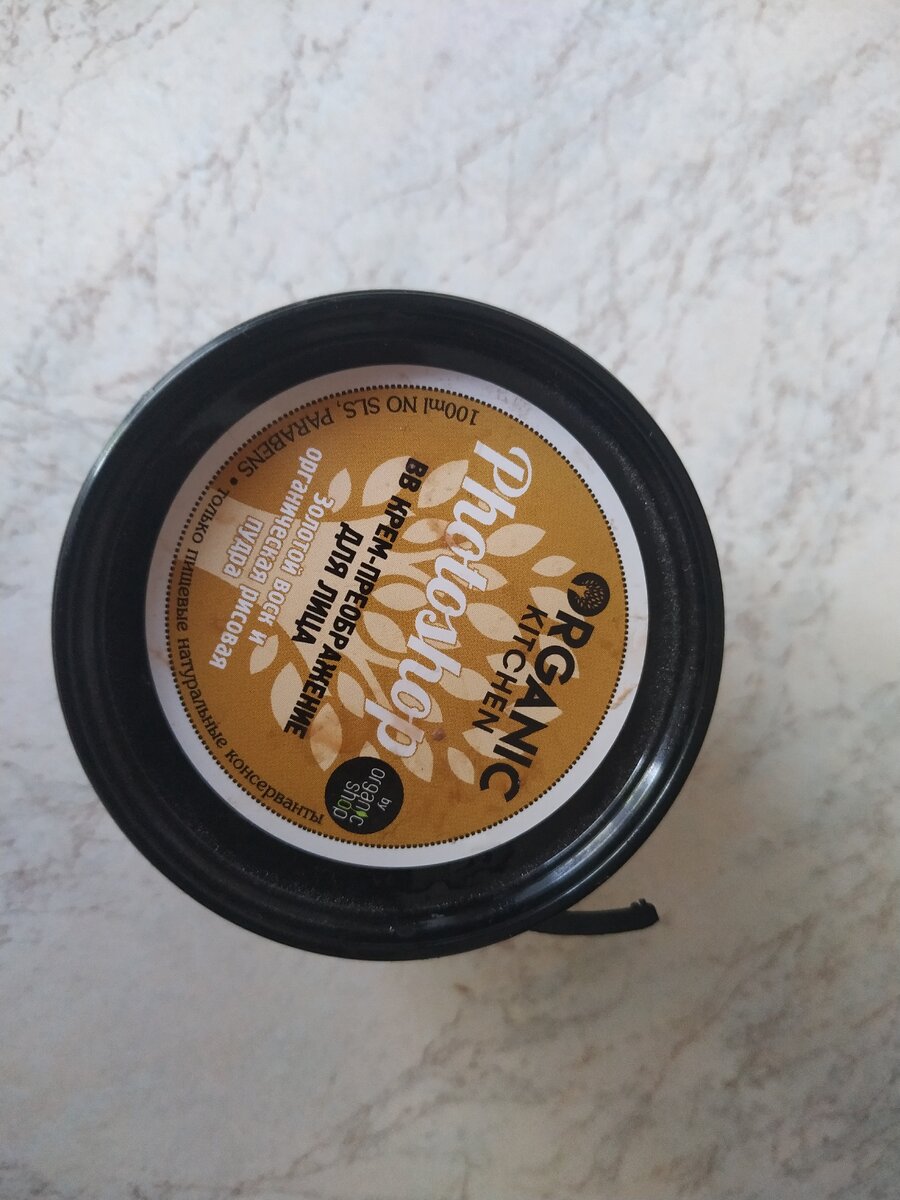 ORGANIC
KITCHEN
Photoshop
ВВ КРЕМ-ПРЕОБРАЖЕНИЕ
ДЛЯ ЛИЦА
Золотой воск и
органическая рисовая
пудра
by
organic
shop
100ml NO SLS, PARABENS • только пищевые натуральные консерванты